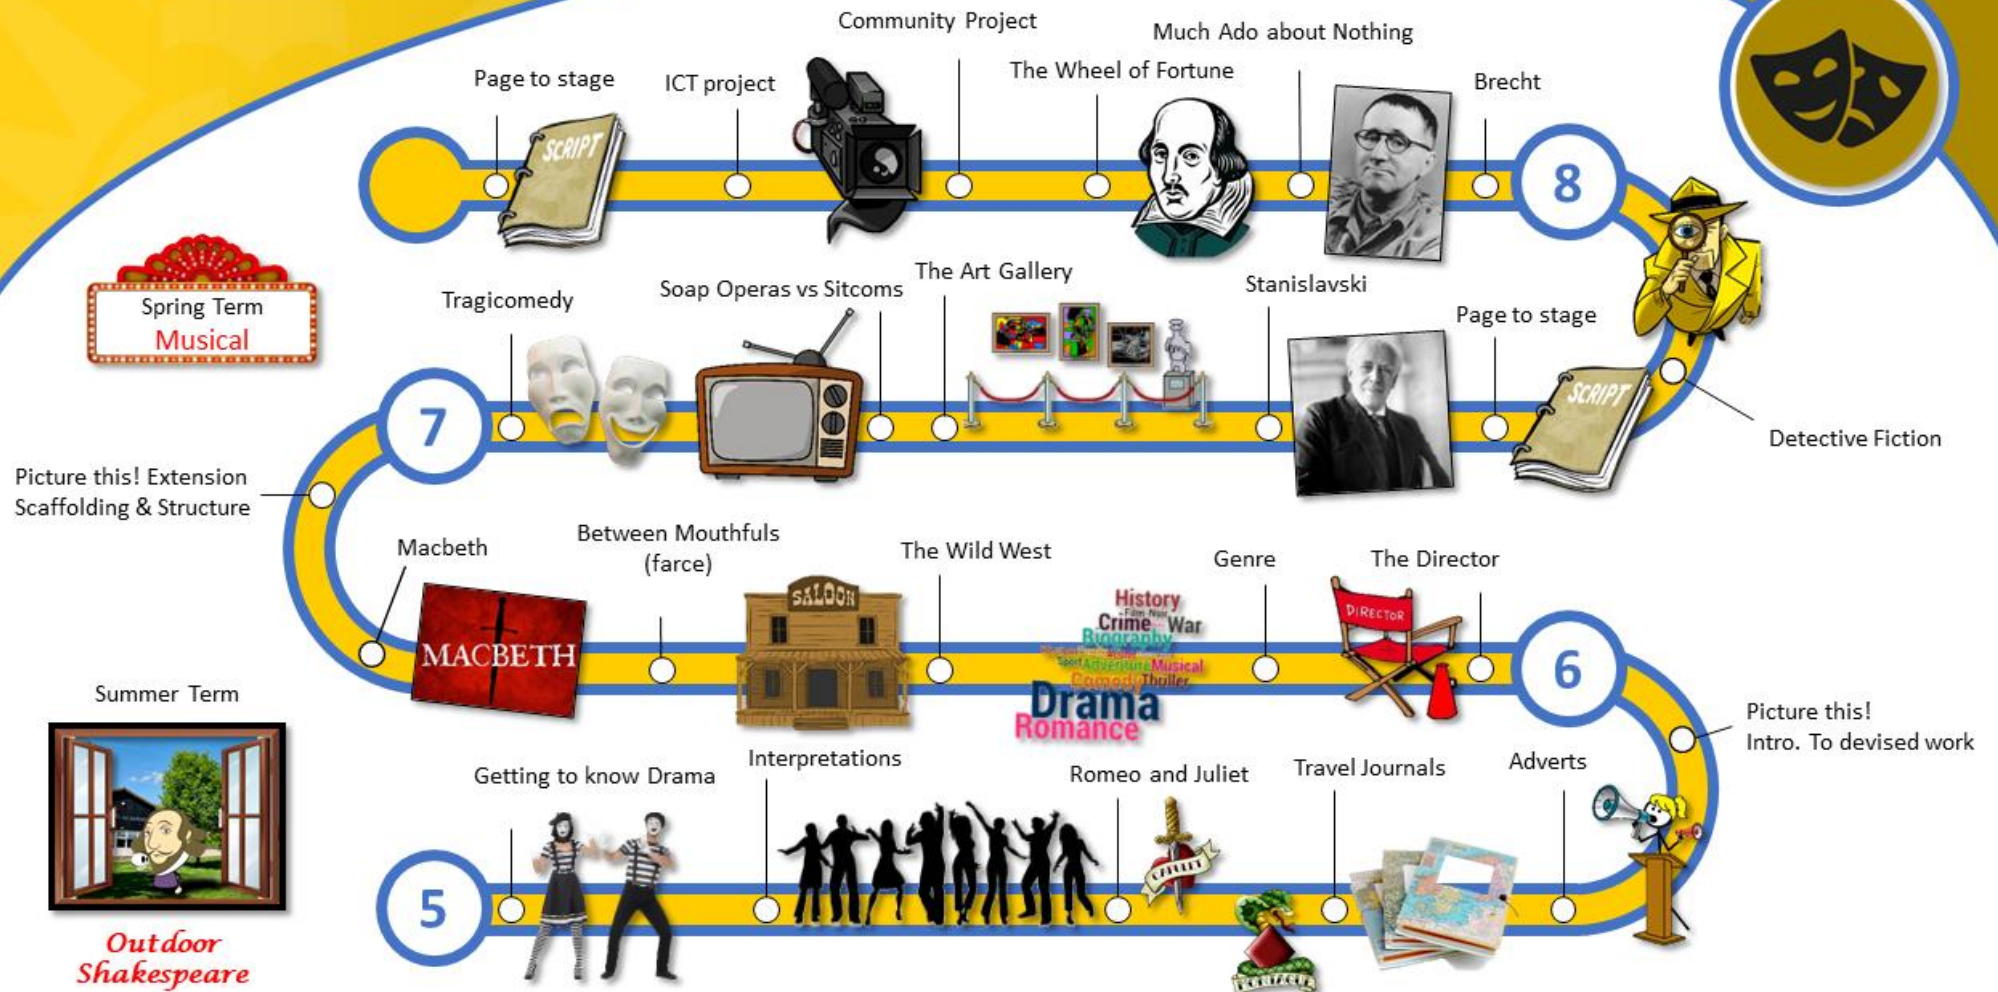 Community Project
Much Ado about Nothing
Page to stage
ICT project
The Wheel of Fortune
Brecht
SCRIPT
8
Spring Term
Musical
Tragicomedy
Soap Operas vs Sitcoms
The Art Gallery
Stanislavski
Page to stage
SCRIPT
7
Detective Fiction
Picture this! Extension
Scaffolding & Structure
Macbeth
Between Mouthfuls
(farce)
The Wild West
Genre
The Director
MACBETH
SALOON
History
Film Noir
Crime War
Biography
Sport Adventure Musical
Comedy Thriller
Drama
Romance
DIRECTOR
6
Summer Term
Picture this!
Intro. To devised work
Getting to know Drama
Interpretations
Romeo and Juliet
Travel Journals
Adverts
CAPULET
5
Outdoor
Shakespeare